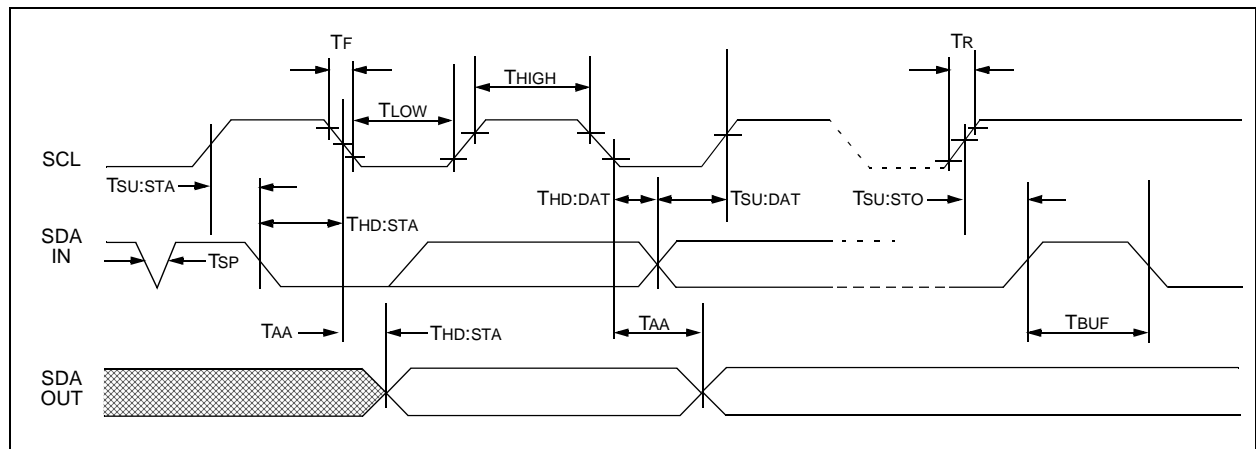 TF
TR
THIGH
TLOW
SCL
TSU:STA
THD:DAT
TSU:DAT
TSU:STO
THD:STA
SDA
IN
TSP
TAA
THD:STA
TAA
TBUF
SDA
OUT